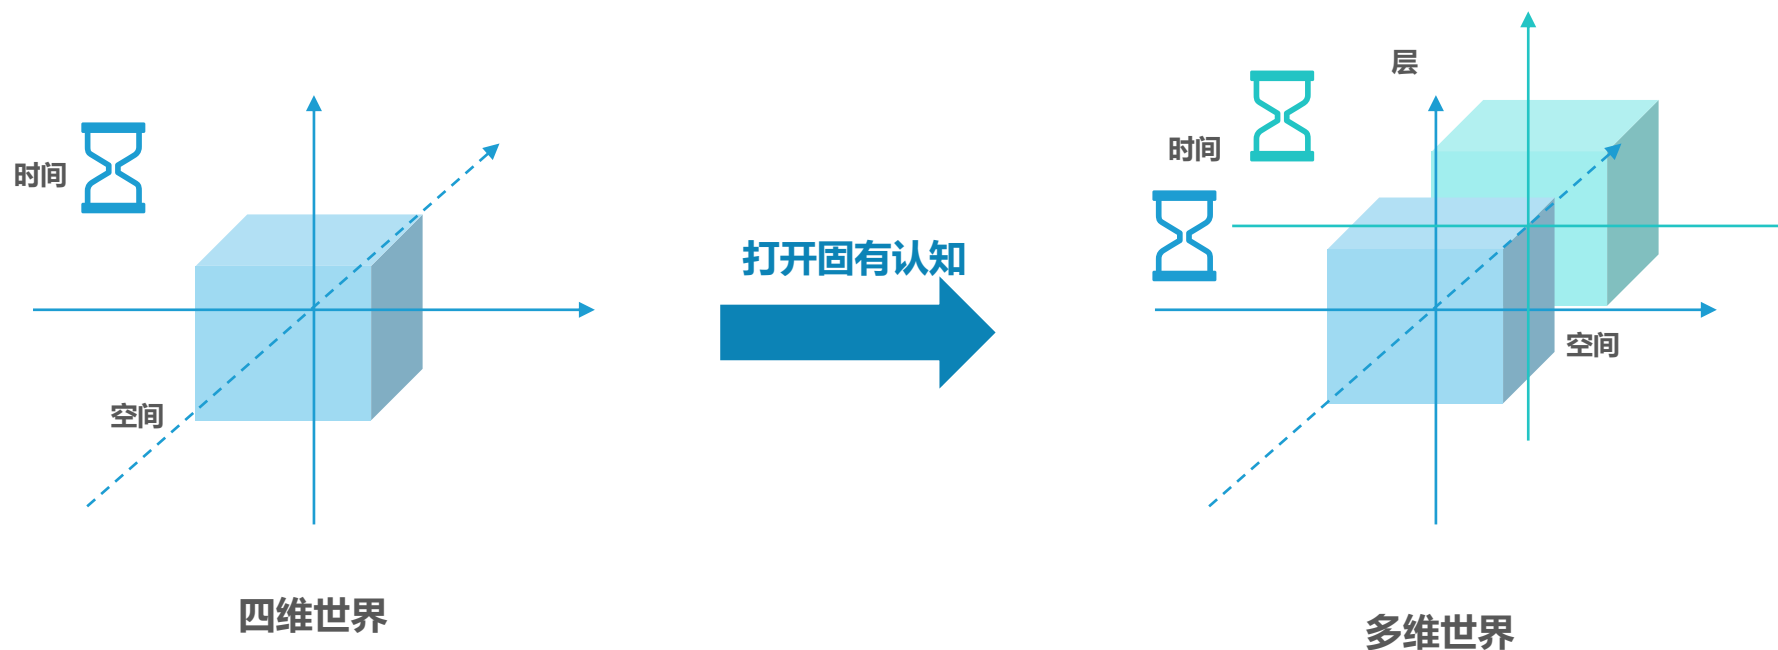 时间
空间
四维世界
打开固有认知
层
时间
空间
多维世界